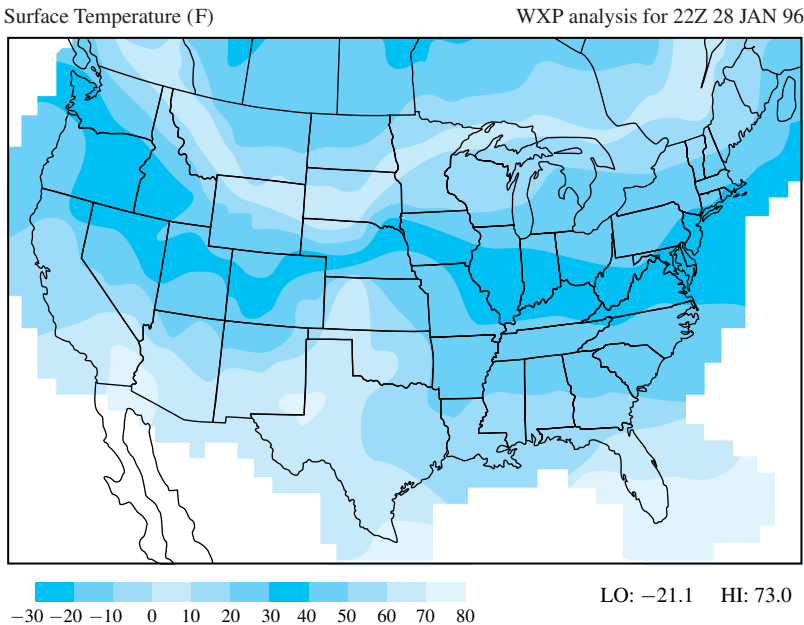 Surface Temperature (F) WXP analysis for 22Z 28 JAN 96
LO: −21.1 HI: 73.0
−30 −20 −10 0 10 20 30 40 50 60 70 80